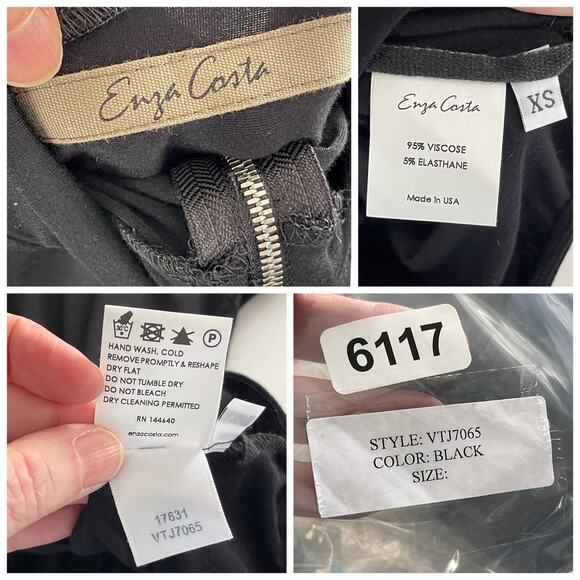 Enza Costa
Enza Costa
XS
95% VISCOSE
5% ELASTHANE
Made In USA
30°C
P
HAND WASH, COLD
REMOVE PROMPTLY & RESHAPE
DRY FLAT
DO NOT TUMBLE DRY
DO NOT BLEACH
DRY CLEANING PERMITTED
RN 144640
enzacosta.com
17631
VTJ7065
6117
STYLE: VTJ7065
COLOR: BLACK
SIZE: